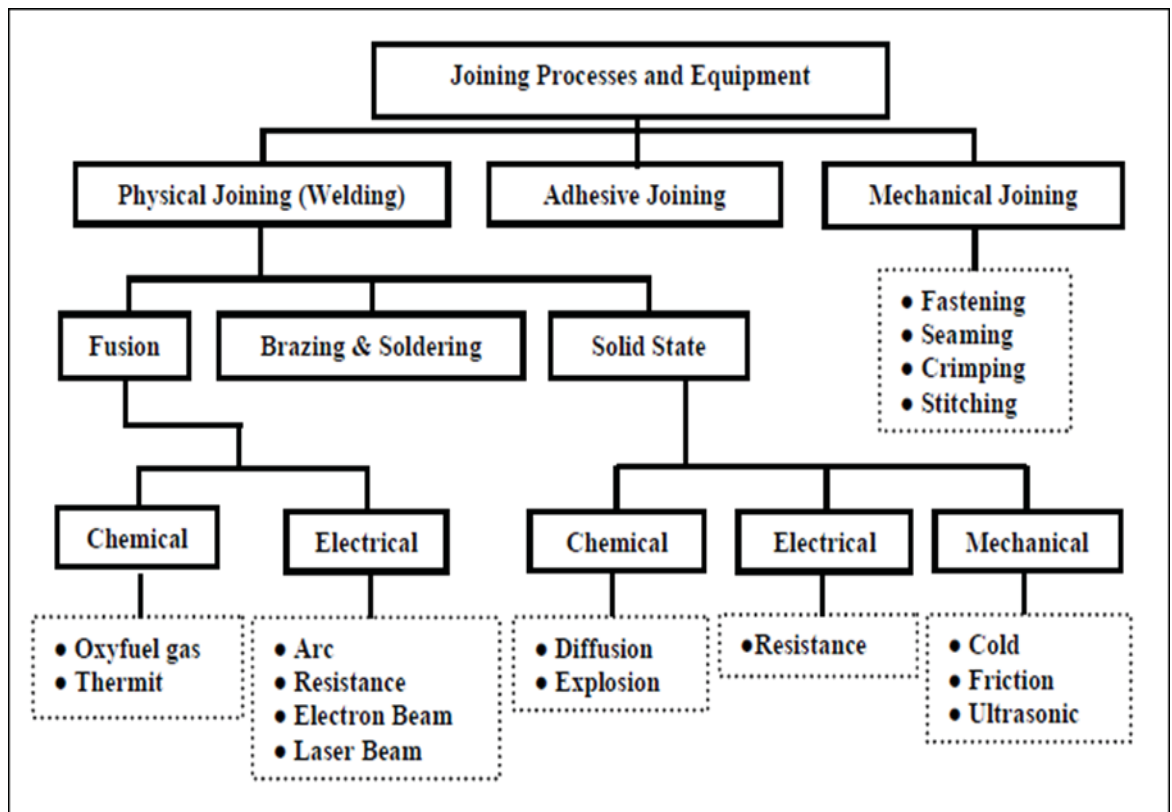 Joining Processes and Equipment
Physical Joining (Welding)
Adhesive Joining
Mechanical Joining
● Fastening
● Seaming
● Crimping
● Stitching
Fusion
Brazing & Soldering
Solid State
Chemical
Electrical
Chemical
Electrical
Mechanical
● Oxyfuel gas
● Thermit
● Arc
● Resistance
● Electron Beam
● Laser Beam
● Diffusion
● Explosion
●Resistance
● Cold
● Friction
● Ultrasonic